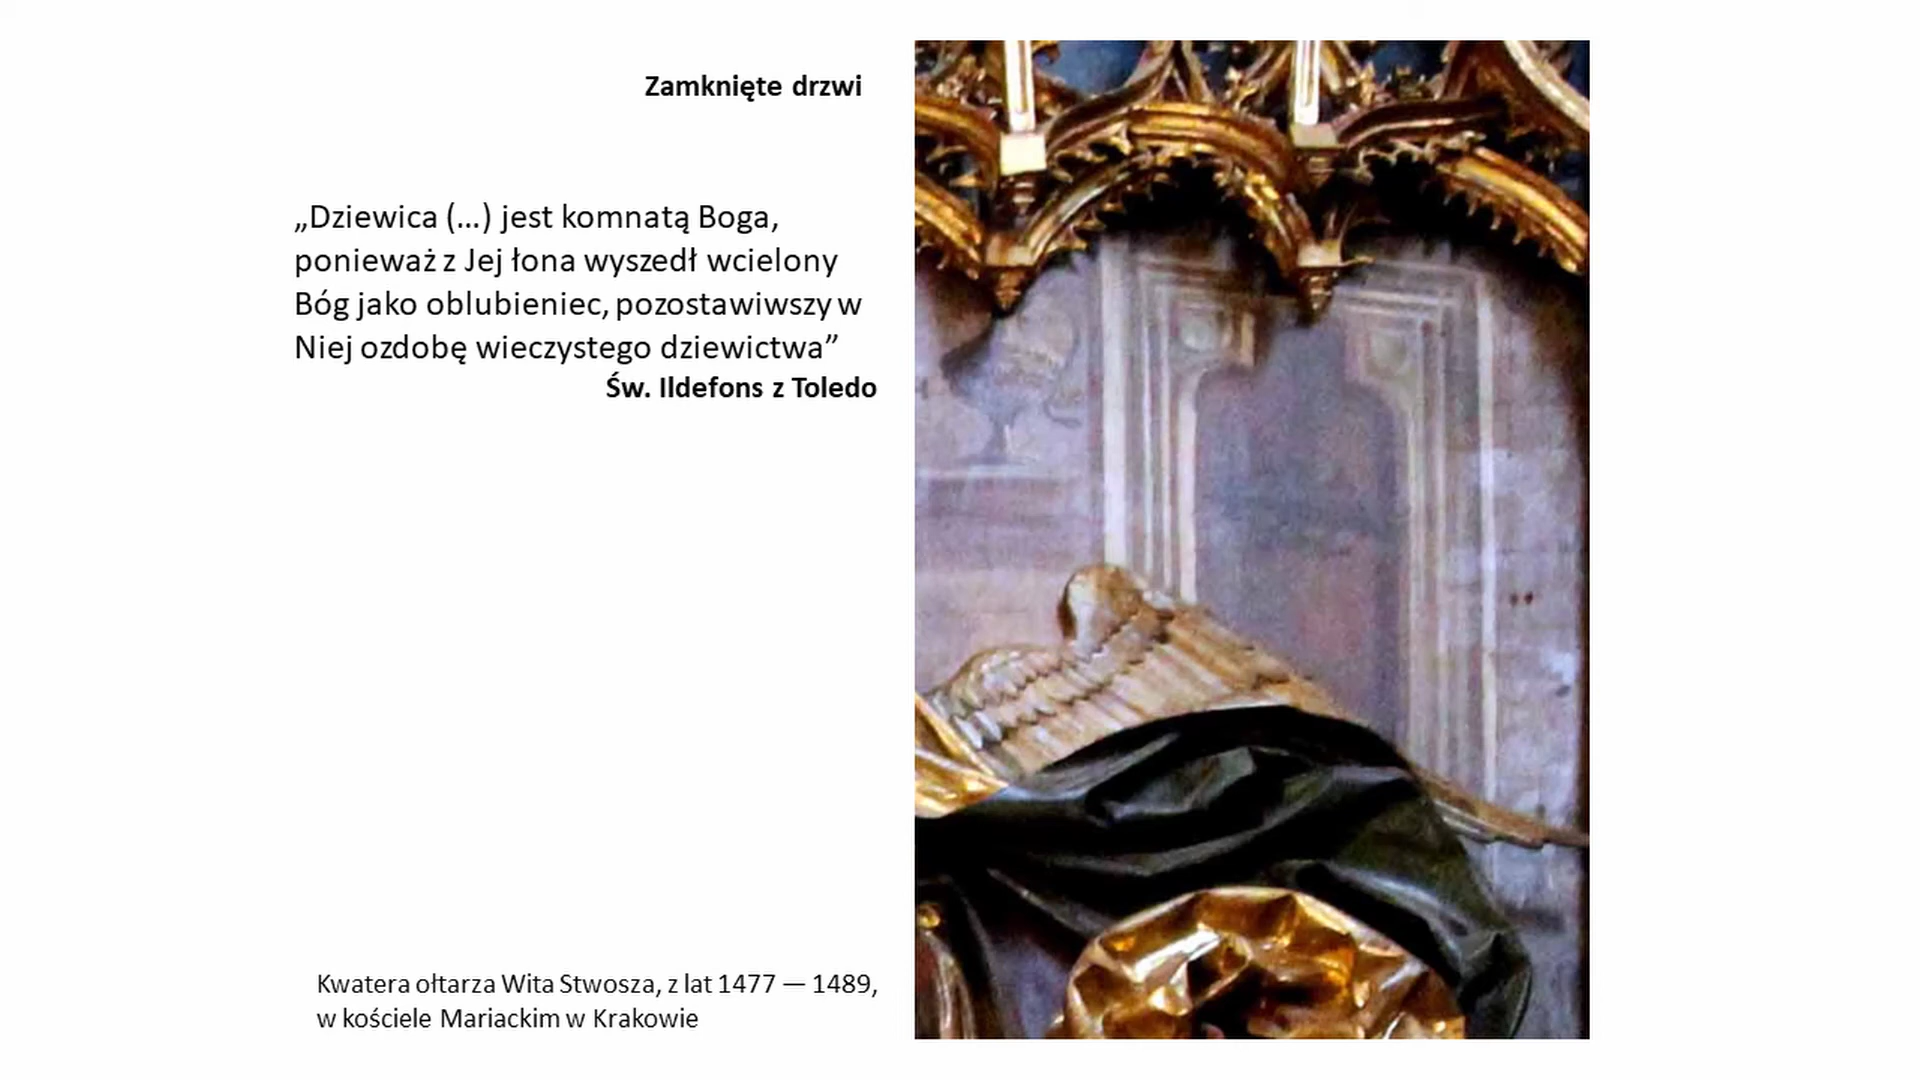 Zamknięte drzwi
„Dziewica (...) jest komnatą Boga,
ponieważ z Jej łona wyszedł wcielony
Bóg jako oblubieniec, pozostawiwszy w
Niej ozdobę wieczystego dziewictwa”
Św. Ildefons z Toledo
Kwatera ołtarza Wita Stwosza, z lat 1477 — 1489,
w kościele Mariackim w Krakowie